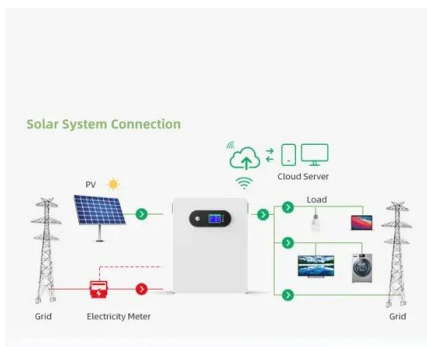 Solar System Connection
PV
Cloud Server
Load
Grid
Electricity Meter
Grid